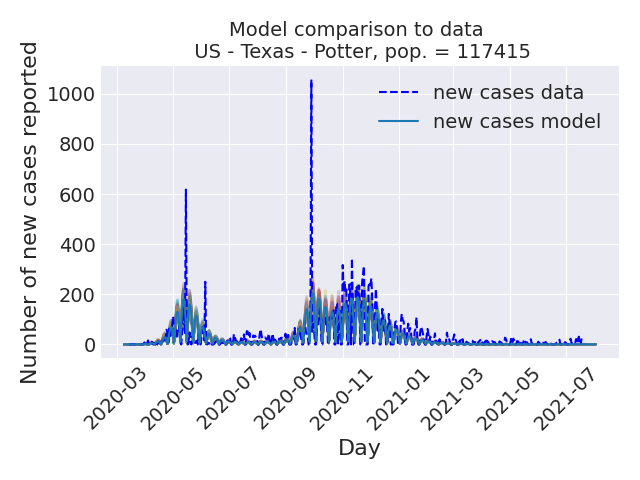 Model comparison to data
US - Texas - Potter, pop. = 117415
Number of new cases reported
1000
800
600
400
200
0
new cases data
new cases model
2020-03
2020-05
2020-07
2020-09
2020-11
2021-01
2021-03
2021-05
2021-07
Day